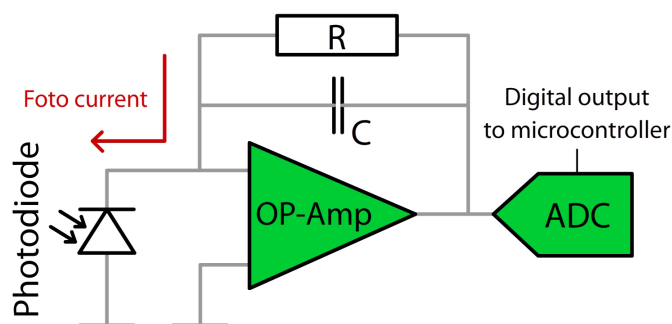 R
Foto current
C
Digital output
to microcontroller
Photodiode
OP-Amp
ADC